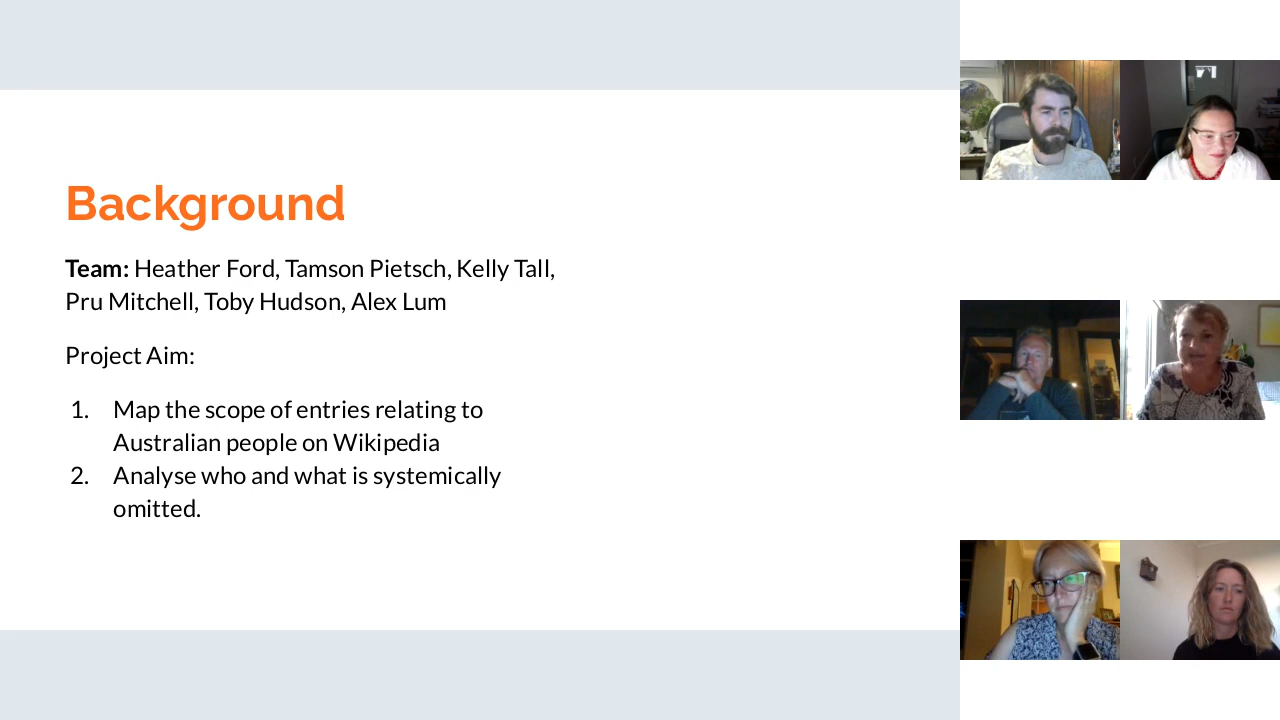 Background
Team: Heather Ford, Tamson Pietsch, Kelly Tall,
Pru Mitchell, Toby Hudson, Alex Lum
Project Aim:
1. Map the scope of entries relating to
Australian people on Wikipedia
2. Analyse who and what is systemically
omitted.